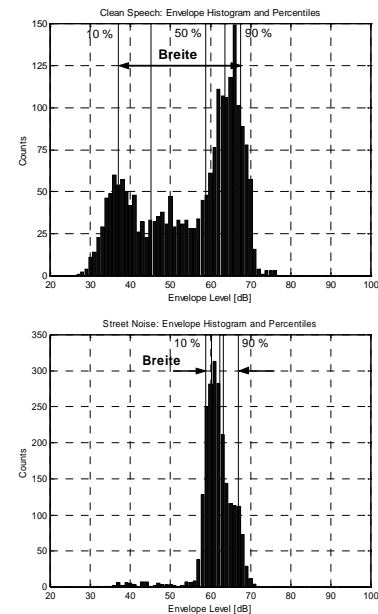 Clean Speech: Envelope Histogram and Percentiles
150
10 % 50 % 90 %
Breite
125
100
75
50
25
0
Counts
20 30 40 50 60 70 80 90 100
Envelope Level [dB]
Street Noise: Envelope Histogram and Percentiles
350
10 % 90 %
Breite
300
250
200
150
100
50
0
Counts
20 30 40 50 60 70 80 90 100
Envelope Level [dB]